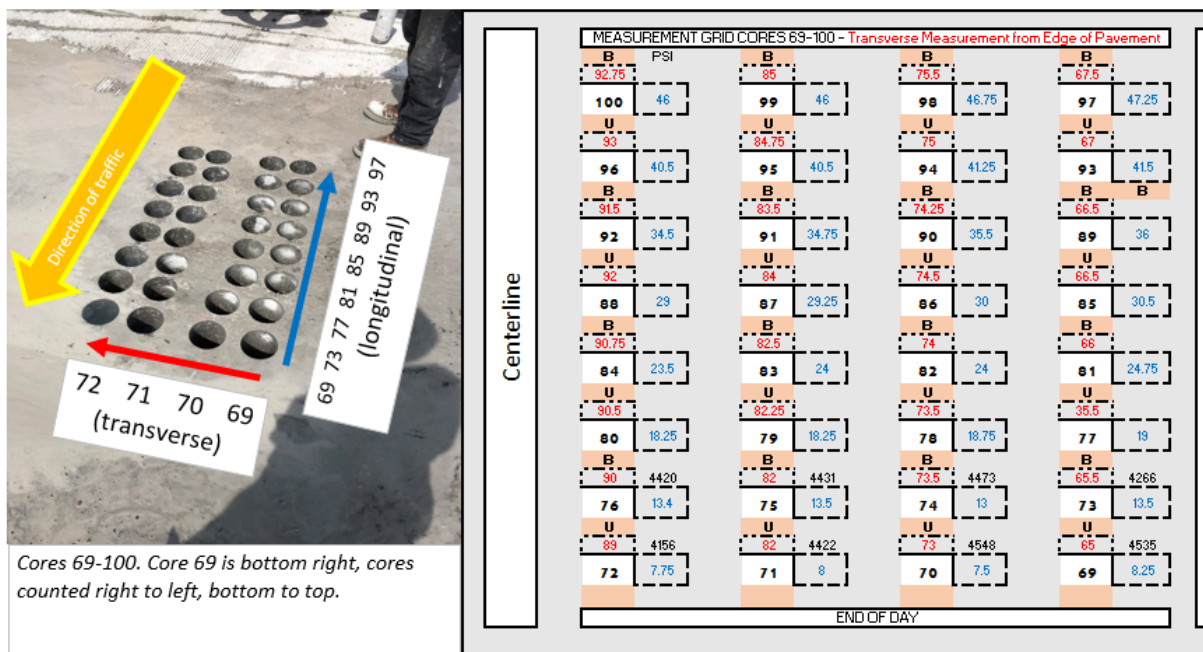 Direction of traffic
69 73 77 81 85 89 93 97
(longitudinal)
72 71 70 69
(transverse)
Cores 69-100. Core 69 is bottom right, cores
counted right to left, bottom to top.
Centerline
MEASUREMENT GRID CORES 69-100 - Transverse Measurement from Edge of Pavement
B PSI B B B
92.75 85 75.5 67.5
100 46 99 46 98 46.75 97 47.25
U U U U
93 84.75 75 67
96 40.5 95 40.5 94 41.25 93 41.5
B B B B B
91.5 83.5 74.25 66.5
92 34.5 91 34.75 90 35.5 89 36
U U U U
92 84 74.5 66.5
88 29 87 29.25 86 30 85 30.5
B B B B
90.75 82.5 74 66
84 23.5 83 24 82 24 81 24.75
U U U U
90.5 82.25 73.5 35.5
80 18.25 79 18.25 78 18.75 77 19
B B B B
90 4420 82 4431 73.5 4473 65.5 4266
76 13.4 75 13.5 74 13 73 13.5
U U U U
89 4156 82 4422 73 4548 65 4535
72 7.75 71 8 70 7.5 69 8.25
END OF DAY